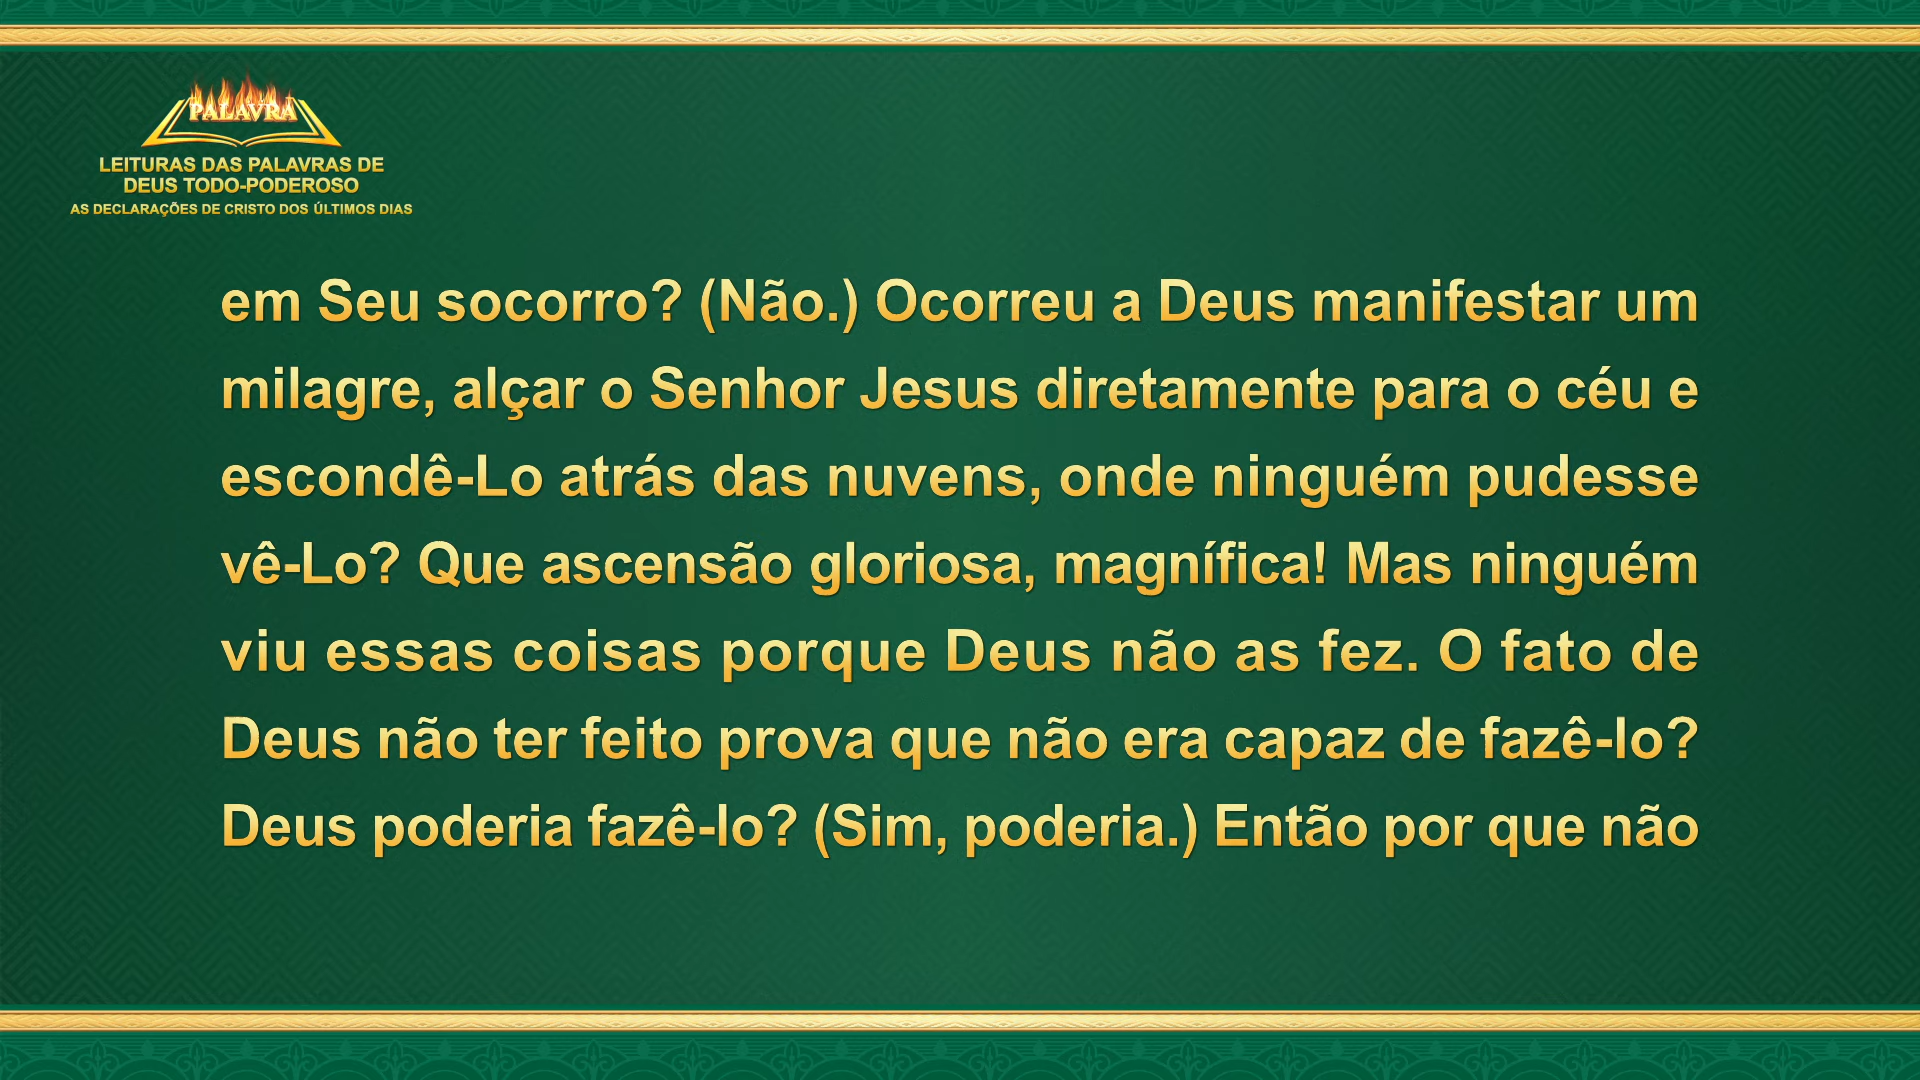 PALAVRA
LEITURAS DAS PALAVRAS DE
DEUS TODO-PODEROSO
AS DECLARAÇÕES DE CRISTO DOS ÚLTIMOS DIAS
em Seu socorro? (Não.) Ocorreu a Deus manifestar um
milagre, alçar o Senhor Jesus diretamente para o céu e
escondê-Lo atrás das nuvens, onde ninguém pudesse
vê-Lo? Que ascensão gloriosa, magnífica! Mas ninguém
viu essas coisas porque Deus não as fez. O fato de
Deus não ter feito prova que não era capaz de fazê-lo?
Deus poderia fazê-lo? (Sim, poderia.) Então por que não